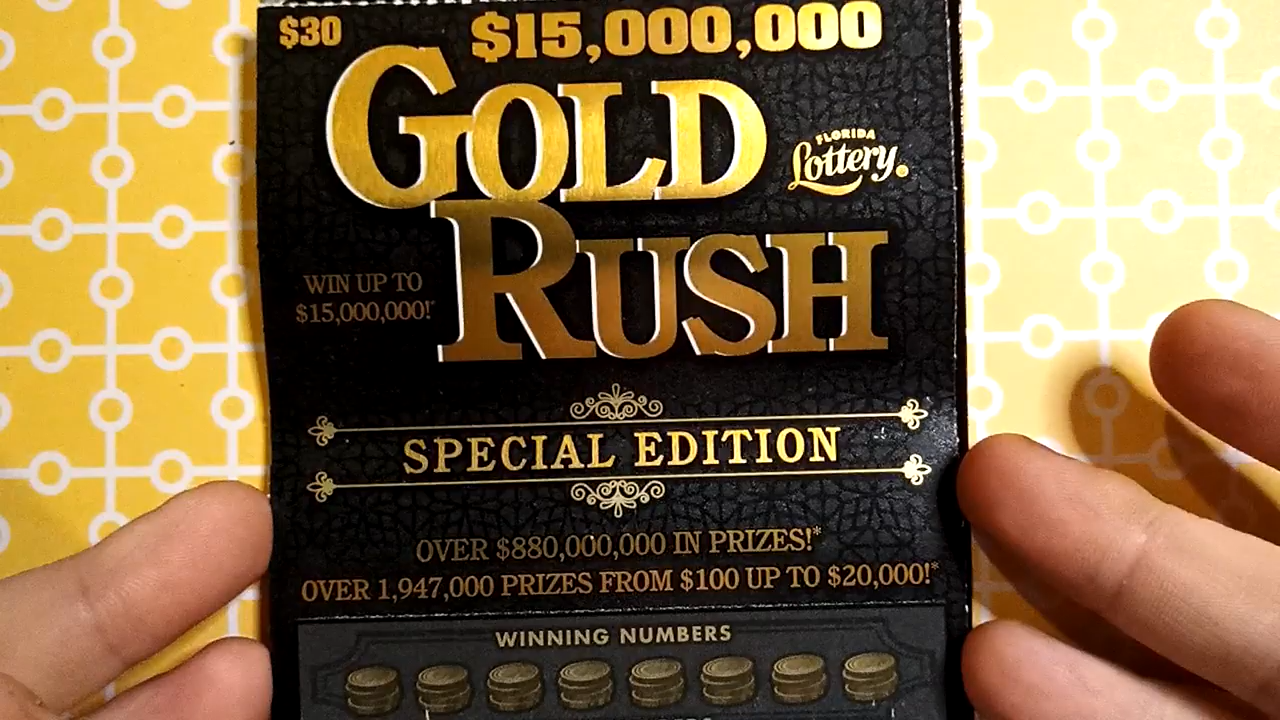 $30
$15,000,000
GOLD
RUSH
FLORIDA
Lottery.
WIN UP TO
$15,000,000!*
SPECIAL EDITION
OVER $880,000,000 IN PRIZES!*
OVER 1,947,000 PRIZES FROM $100 UP TO $20,000!*
WINNING NUMBERS